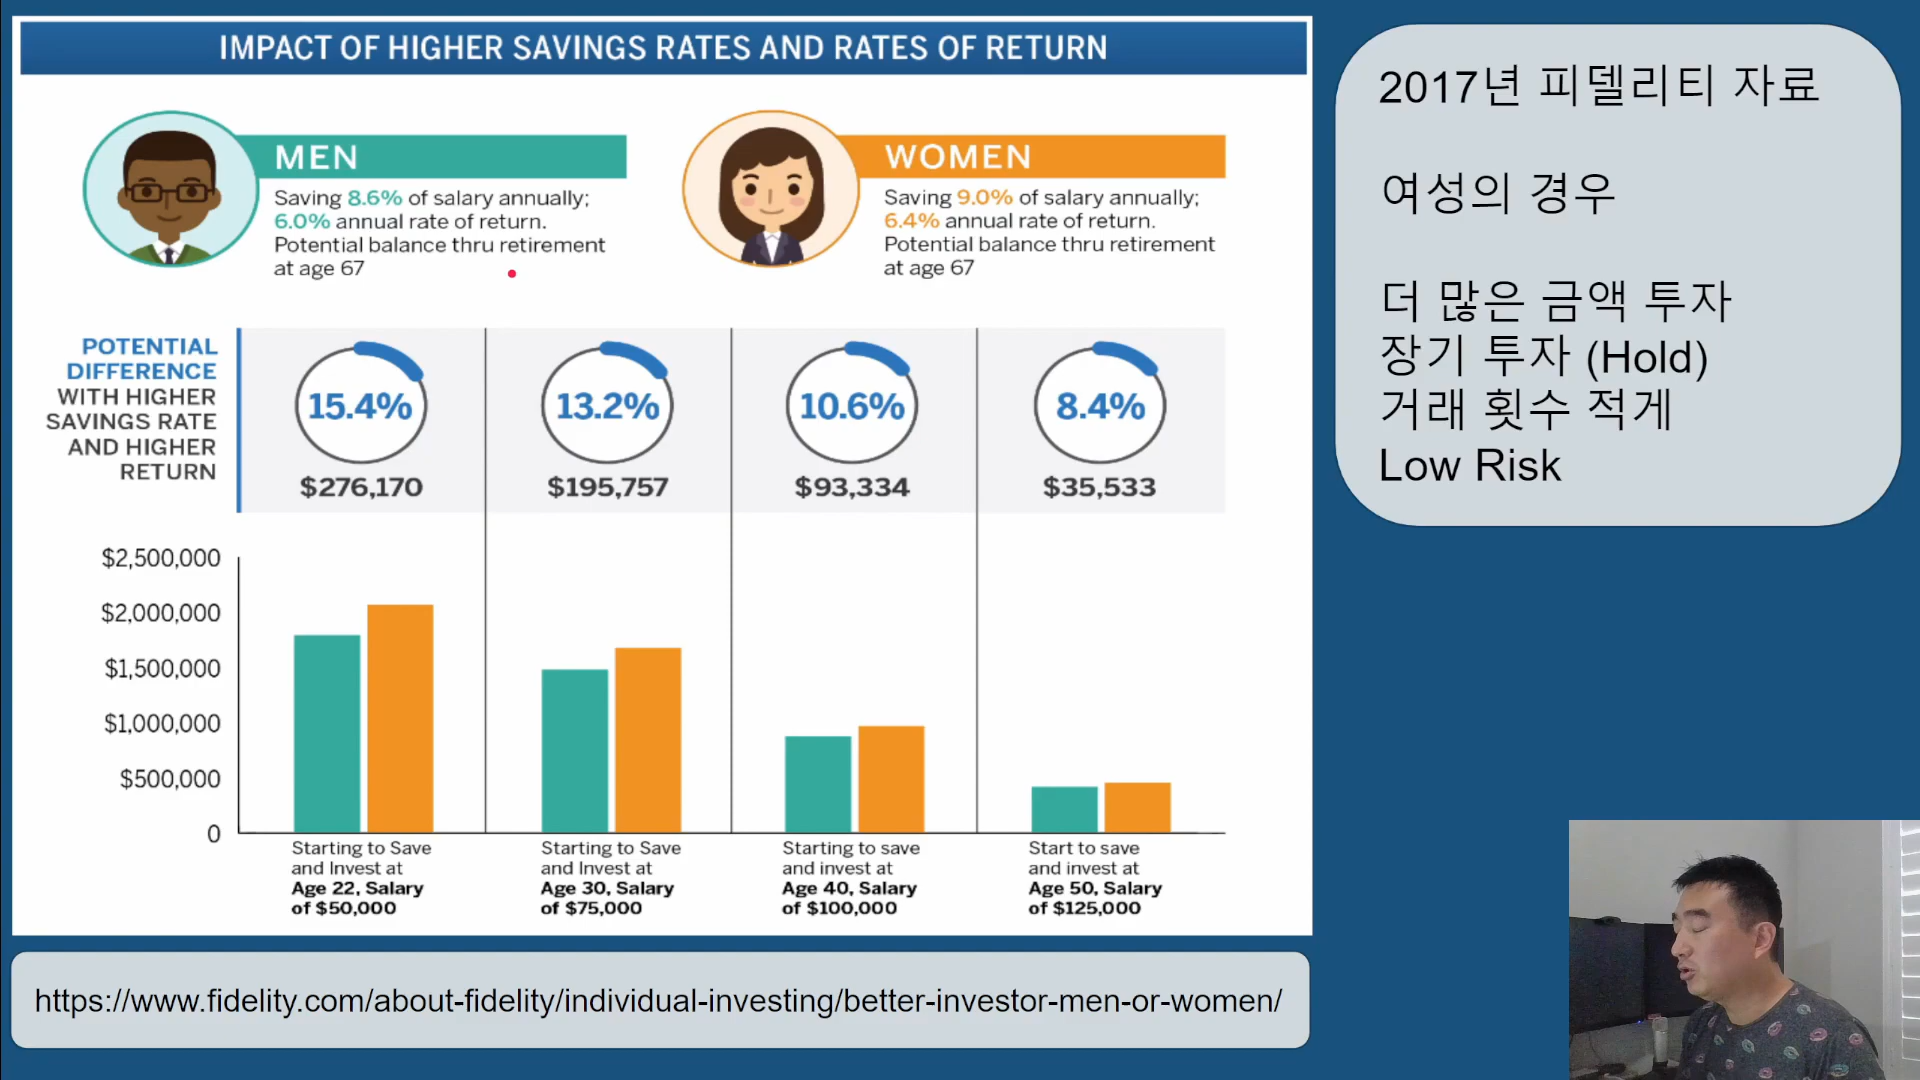 IMPACT OF HIGHER SAVINGS RATES AND RATES OF RETURN
MEN
Saving 8.6% of salary annually;
6.0% annual rate of return.
Potential balance thru retirement
at age 67
WOMEN
Saving 9.0% of salary annually;
6.4% annual rate of return.
Potential balance thru retirement
at age 67
POTENTIAL
DIFFERENCE
WITH HIGHER
SAVINGS RATE
AND HIGHER
RETURN
15.4%
$276,170
13.2%
$195,757
10.6%
$93,334
8.4%
$35,533
$2,500,000
$2,000,000
$1,500,000
$1,000,000
$500,000
0
Starting to Save
and Invest at
Age 22, Salary
of $50,000
Starting to Save
and Invest at
Age 30, Salary
of $75,000
Starting to save
and invest at
Age 40, Salary
of $100,000
Start to save
and invest at
Age 50, Salary
of $125,000
https://www.fidelity.com/about-fidelity/individual-investing/better-investor-men-or-women/
2017년 피델리티 자료
여성의 경우
더 많은 금액 투자
장기 투자 (Hold)
거래 횟수 적게
Low Risk